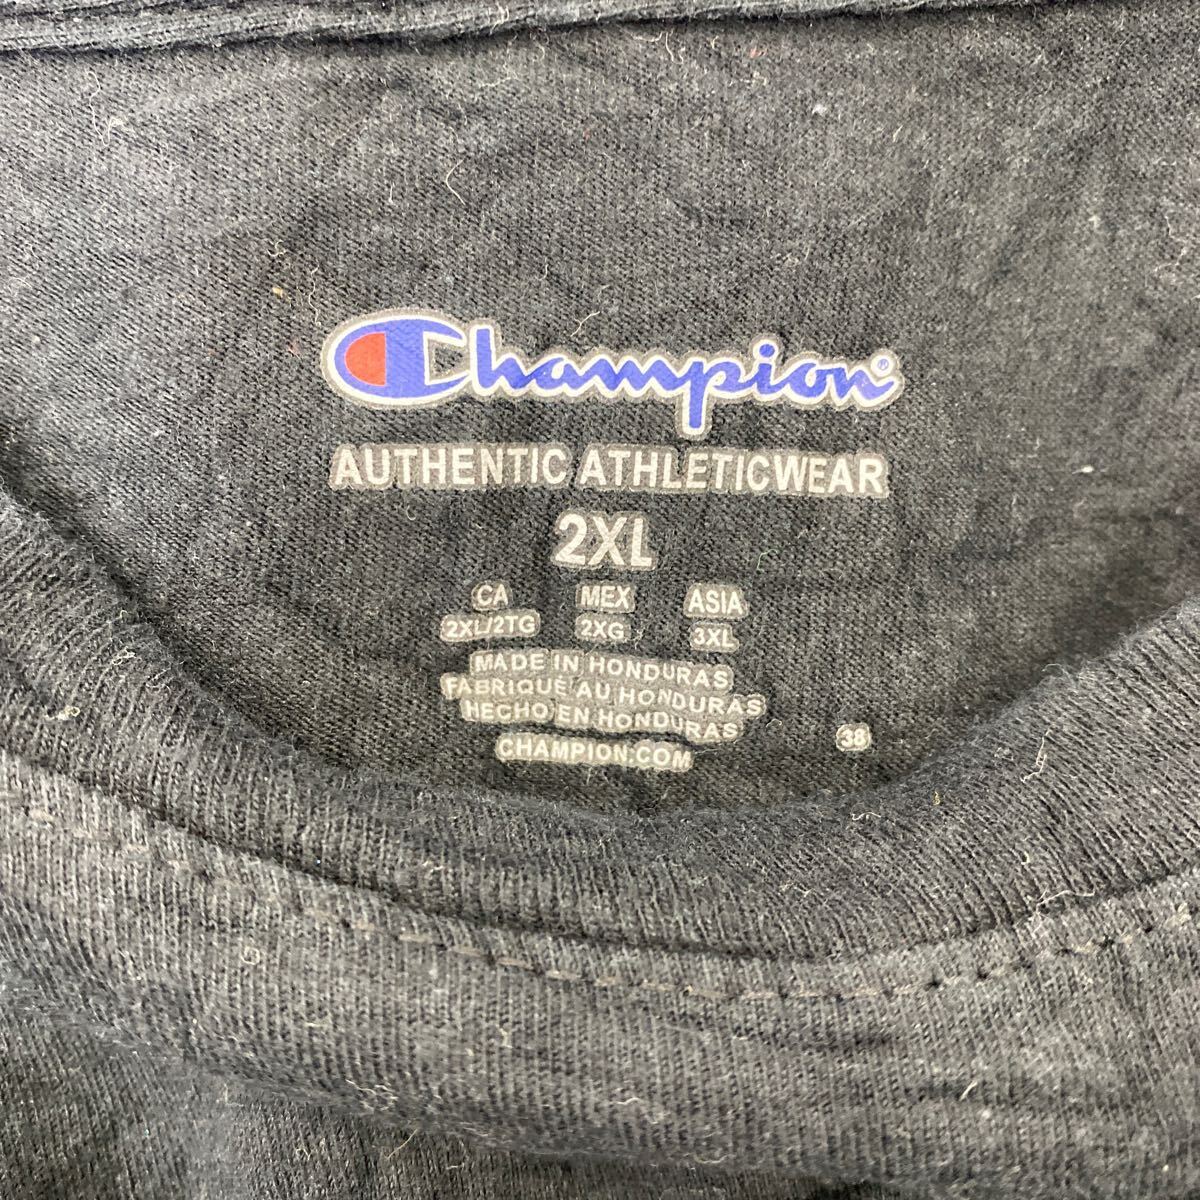 Champion®
AUTHENTIC ATHLETICWEAR
2XL
CA MEX ASIA
2XL/2TG 2XG 3XL
MADE IN HONDURAS
FABRIQUÉ AU HONDURAS
HECHO EN HONDURAS
38
CHAMPION.COM